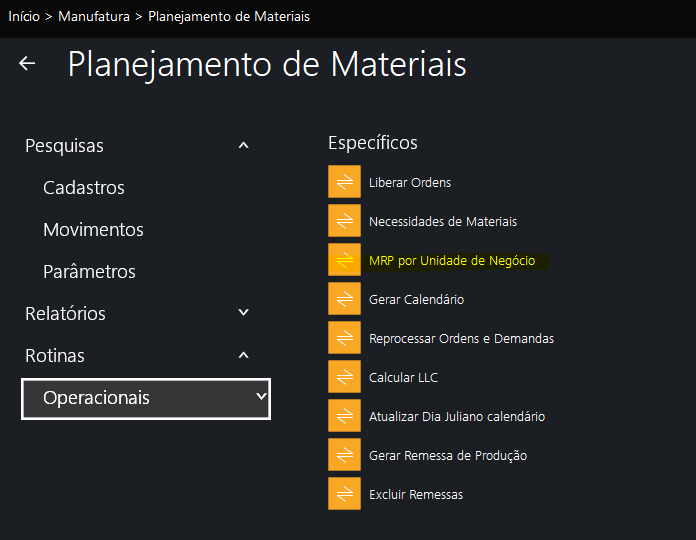 Início > Manufatura > Planejamento de Materiais
Planejamento de Materiais
Pesquisas
Cadastros
Movimentos
Parâmetros
Relatórios
Rotinas
Operacionais
Específicos
Liberar Ordens
Necessidades de Materiais
MRP por Unidade de Negócio
Gerar Calendário
Reprocessar Ordens e Demandas
Calcular LLC
Atualizar Dia Juliano calendário
Gerar Remessa de Produção
Excluir Remessas